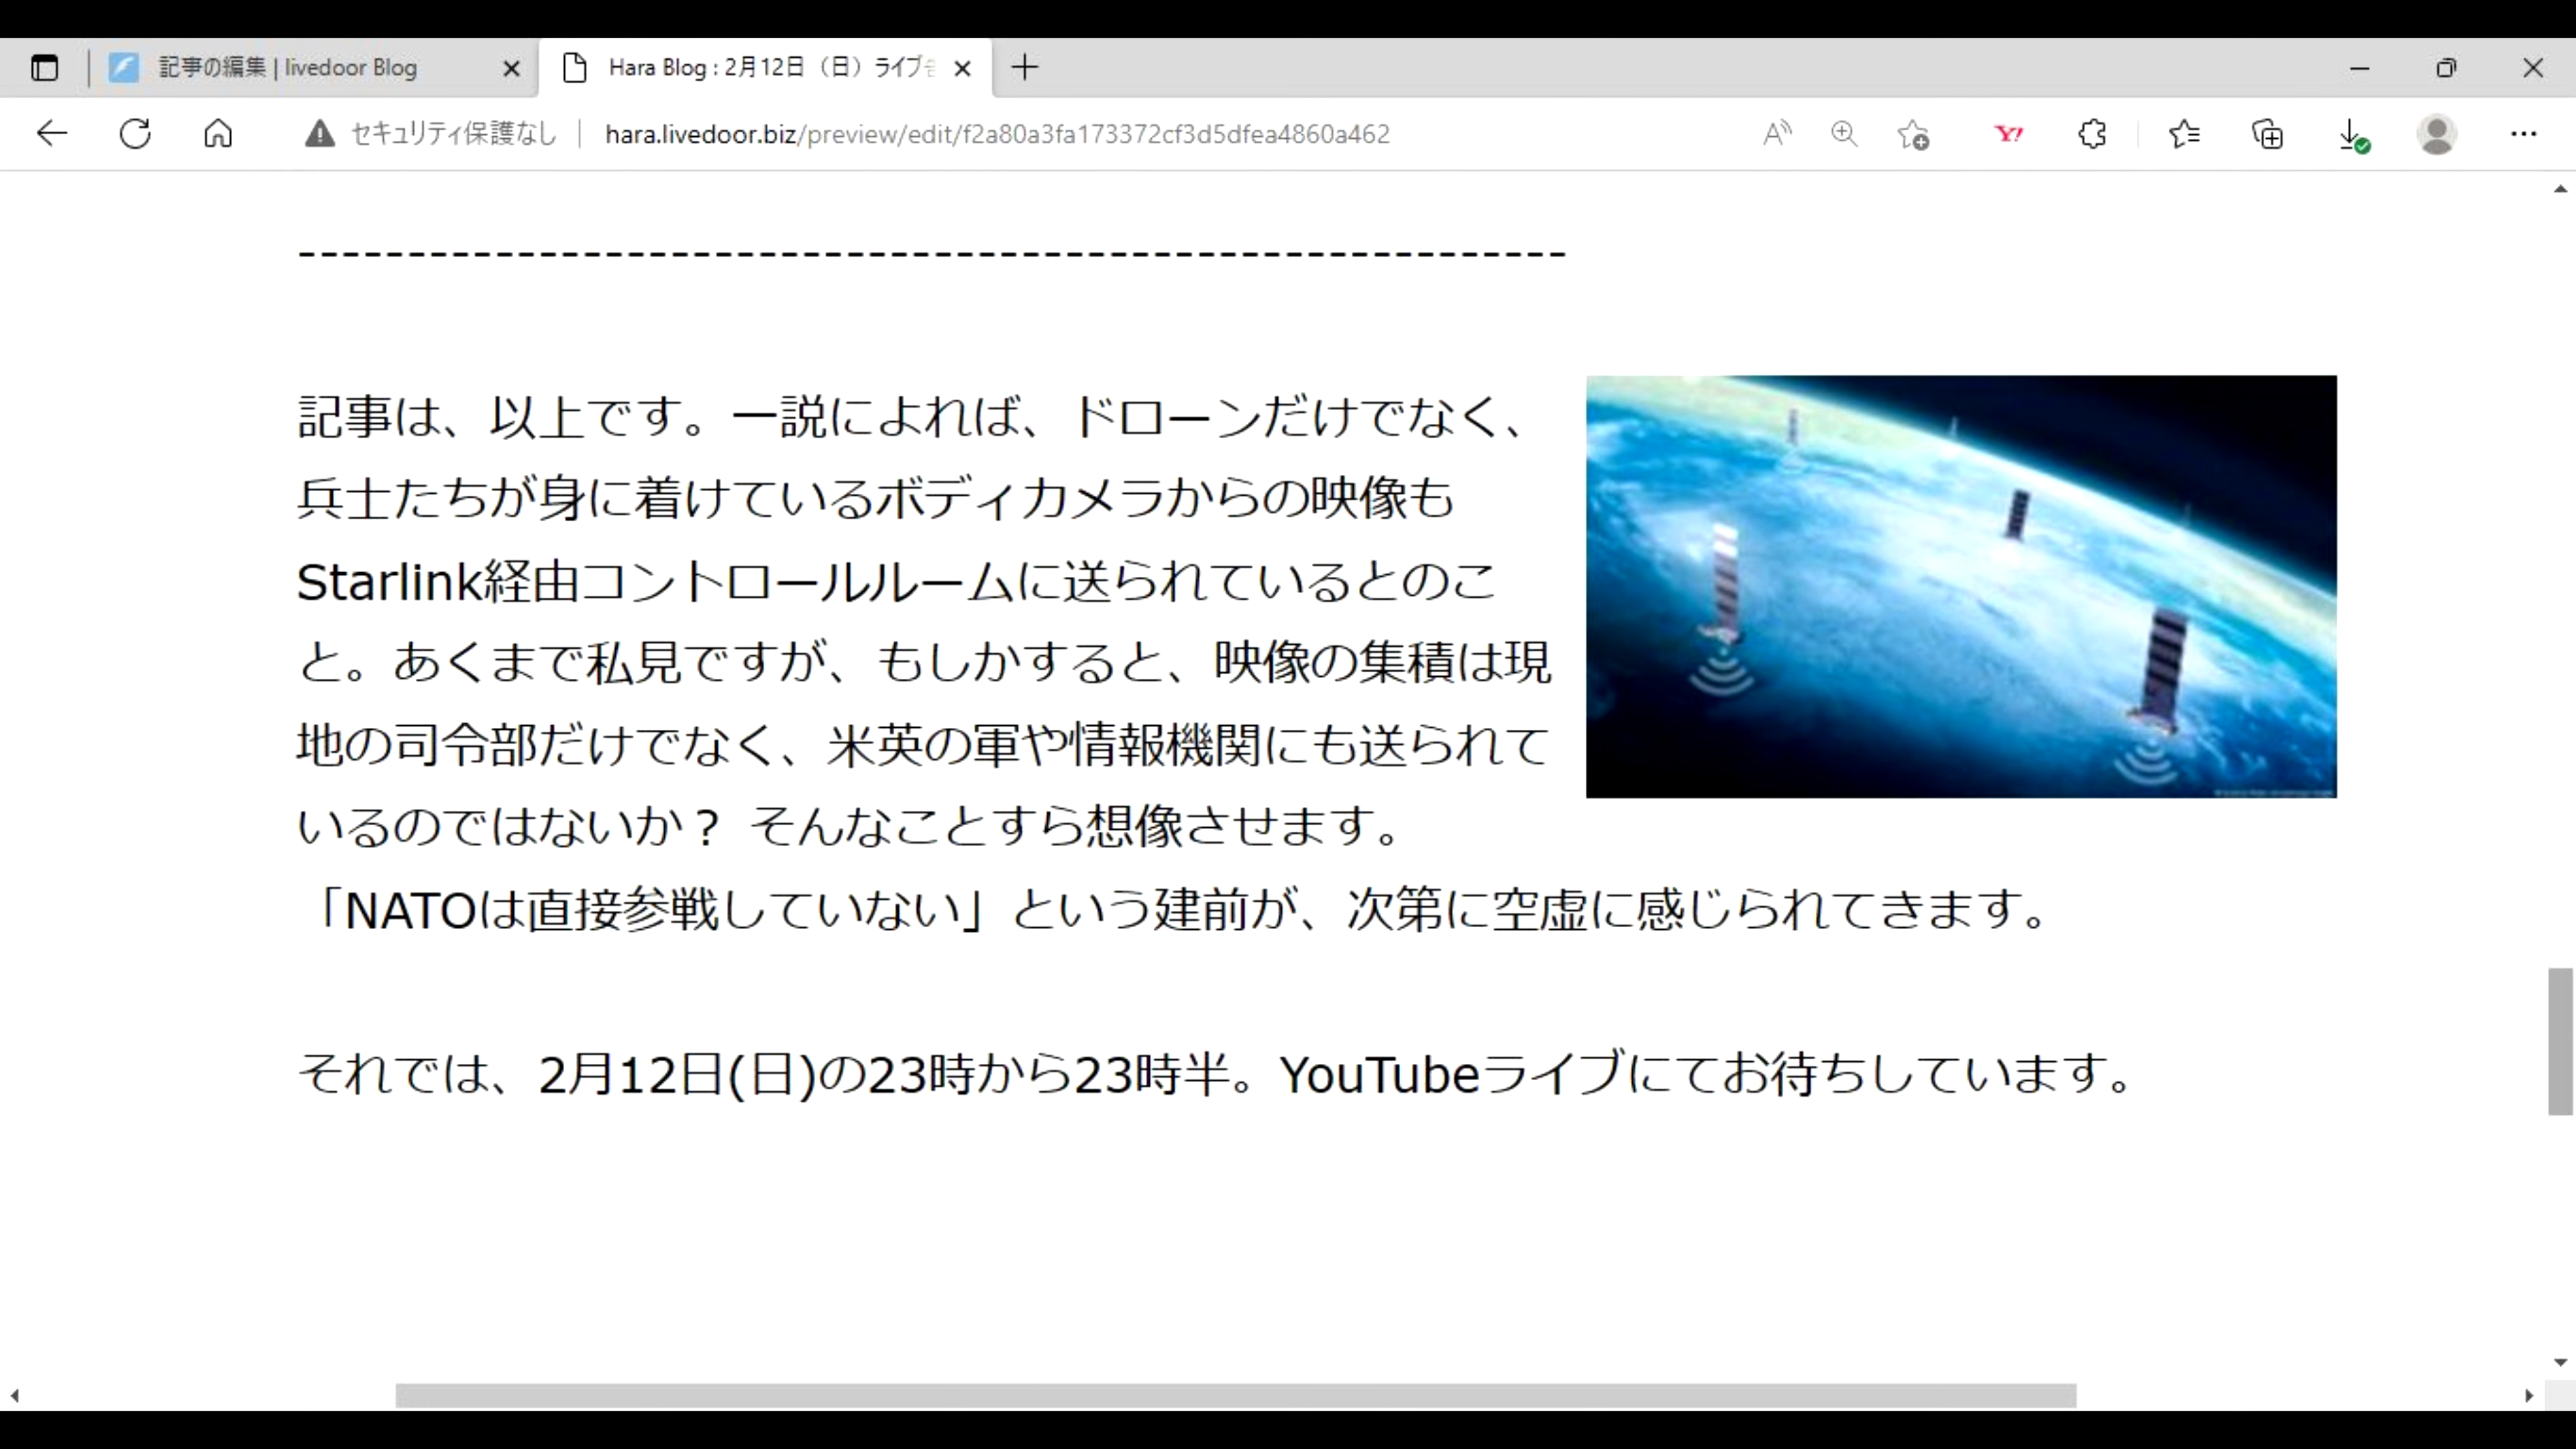 記事の編集 | livedoor Blog
Hara Blog : 2月12日（日）ライブ
セキュリティ保護なし
hara.livedoor.biz/preview/edit/f2a80a3fa173372cf3d5dfea4860a462
A
Y!
------------------------------------------------------------
記事は、以上です。一説によれば、ドローンだけでなく、
兵士たちが身に着けているボディカメラからの映像も
Starlink経由コントロールルームに送られているとのこ
と。あくまで私見ですが、もしかすると、映像の集積は現
地の司令部だけでなく、米英の軍や情報機関にも送られて
いるのではないか？ そんなことすら想像させます。
「NATOは直接参戦していない」という建前が、次第に空虚に感じられてきます。
それでは、2月12日(日)の23時から23時半。YouTubeライブにてお待ちしています。